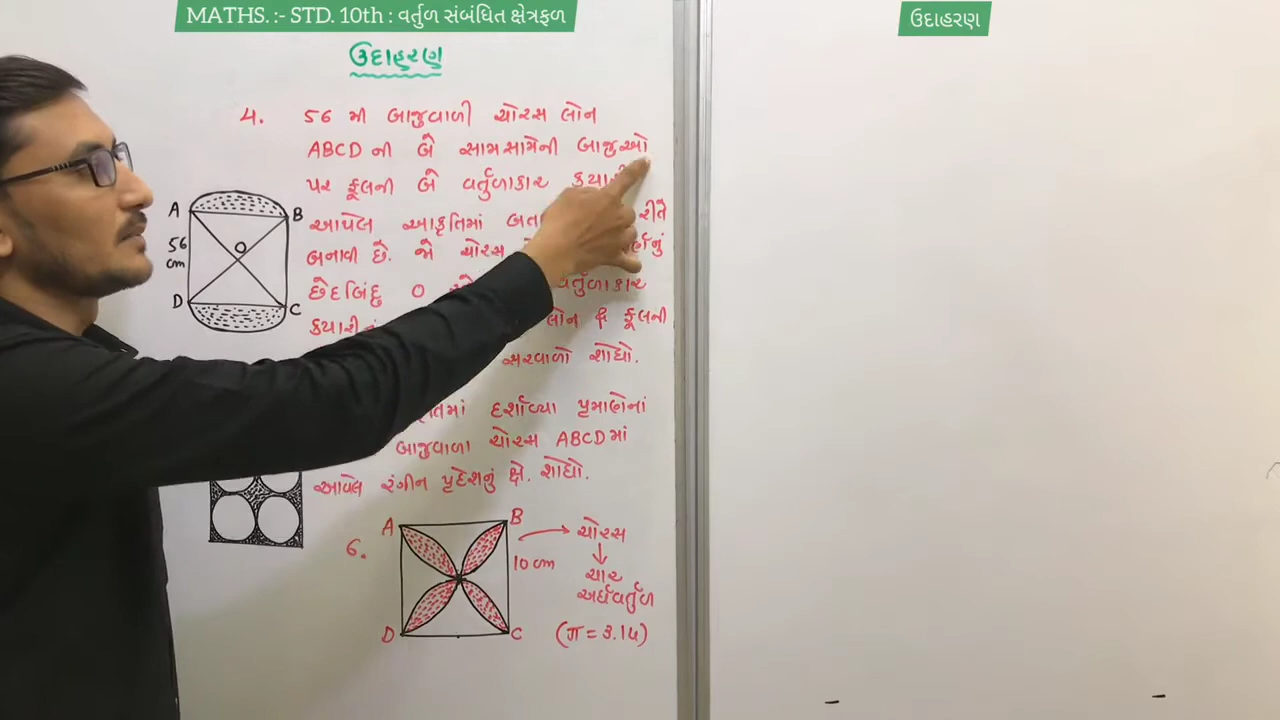 MATHS. :- STD. 10th : વર્તુળ સંબંધિત ક્ષેત્રફળ
ઉદાહરણ
ઉદાહરણ
4. 56 મી બાજુવાળી ચોરસ લોન
ABCD ની બે સામસામેની બાજુઓ
પર ફૂલની બે વર્તુળાકાર
આપેલ આકૃતિમાં રીતે
બનાવી છે. જો ચોરસ
છેદબિંદુ O વર્તુળાકાર
લોન ક્ષે ફૂલની
સરવાળો શોધો.
A B
56 cm
O
D C
દર્શાવ્યા પ્રમાણેનાં
બાજુવાળા ચોરસ ABCDમાં
આવેલ રંગીન પ્રદેશનું ક્ષે. શોધો.
6.
A B
10 cm
D C
ચોરસ
ચાર
અર્ધવર્તુળ
(π = 3.14)